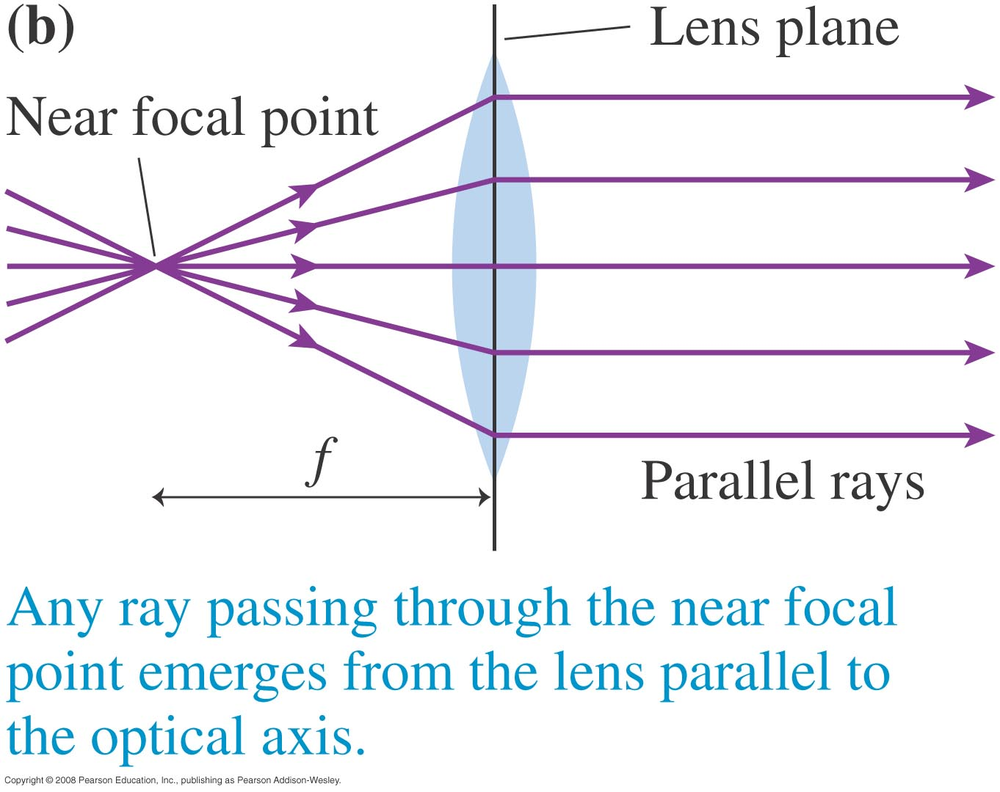 (b)
Lens plane
Near focal point
f
Parallel rays
Any ray passing through the near focal
point emerges from the lens parallel to
the optical axis.
Copyright © 2008 Pearson Education, Inc., publishing as Pearson Addison-Wesley.